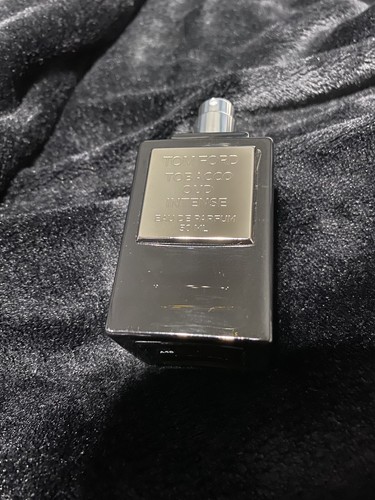 TOM FORD
TOBACCO
OUD
INTENSE
EAU DE PARFUM
50 ML